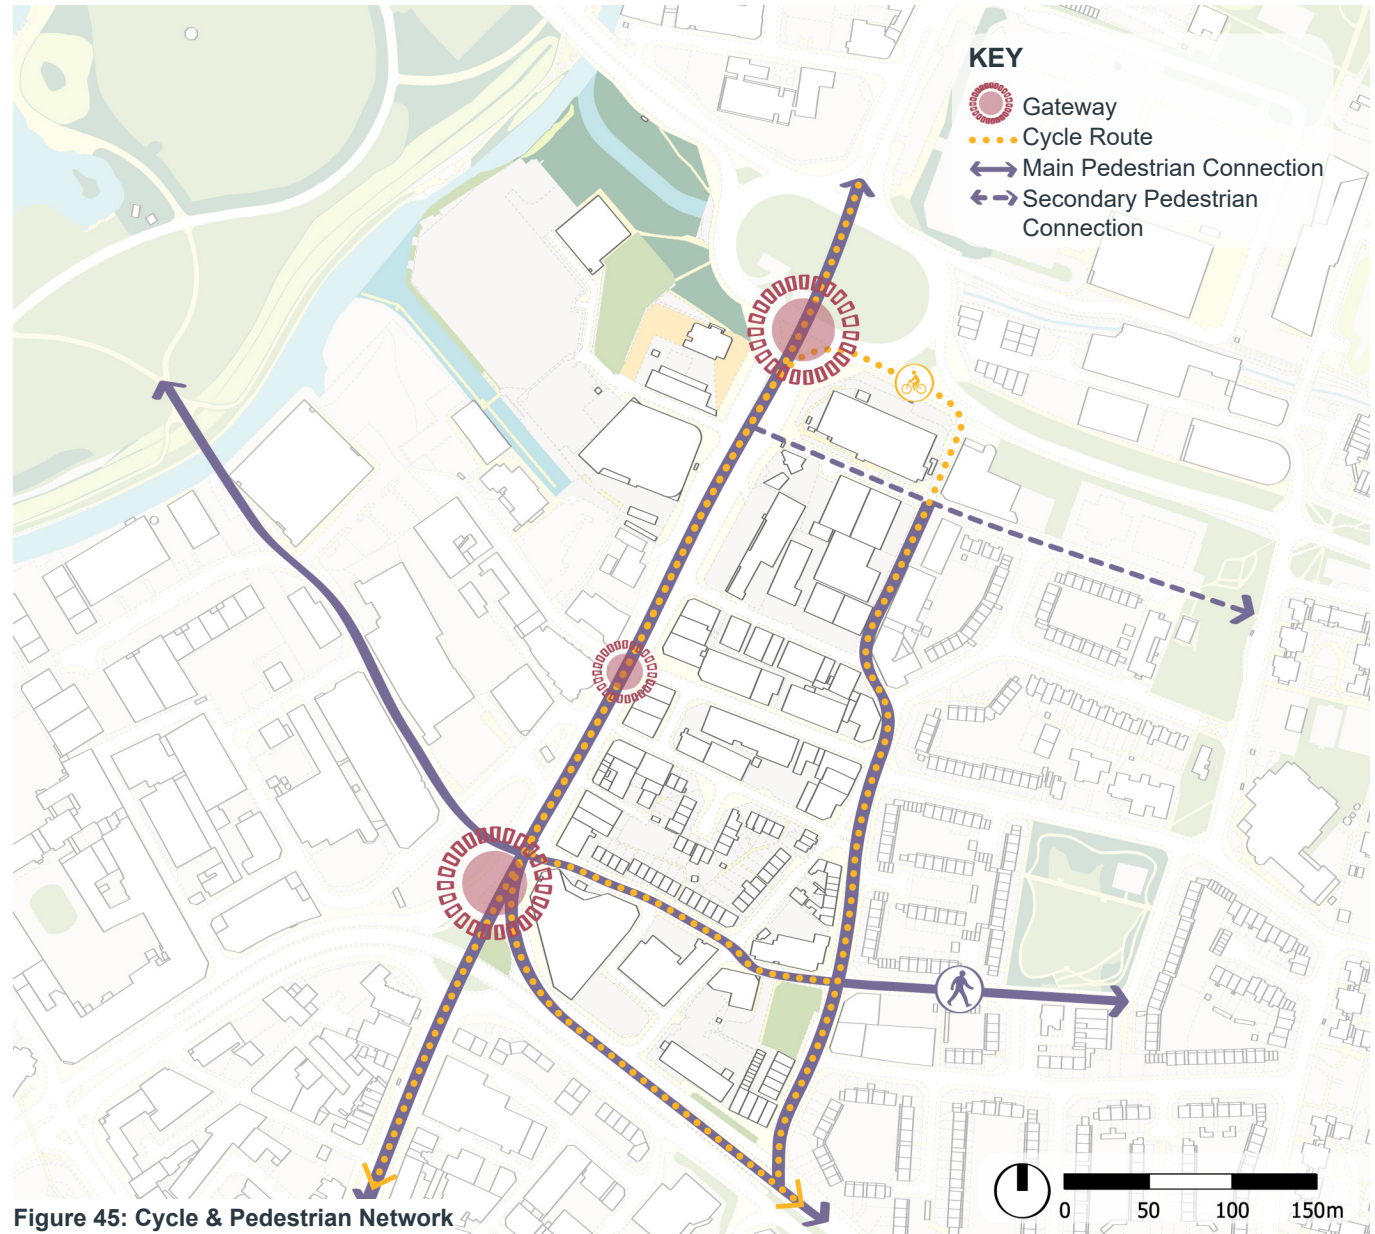 KEY
Gateway
Cycle Route
Main Pedestrian Connection
Secondary Pedestrian
Connection
0 50 100 150m
Figure 45: Cycle & Pedestrian Network